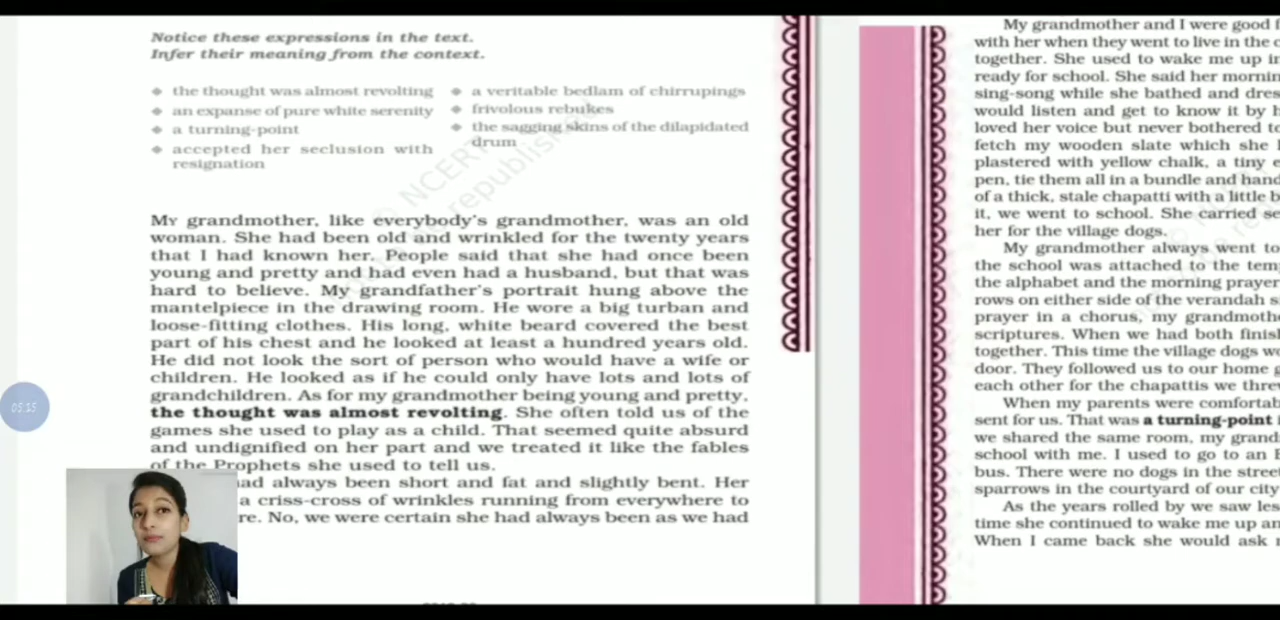 Notice these expressions in the text.
Infer their meaning from the context.
the thought was almost revolting
an expanse of pure white serenity
a turning-point
accepted her seclusion with
resignation
a veritable bedlam of chirrupings
frivolous rebukes
the sagging skins of the dilapidated
drum
© NCERT
republished
My grandmother, like everybody's grandmother, was an old
woman. She had been old and wrinkled for the twenty years
that I had known her. People said that she had once been
young and pretty and had even had a husband, but that was
hard to believe. My grandfather's portrait hung above the
mantelpiece in the drawing room. He wore a big turban and
loose-fitting clothes. His long, white beard covered the best
part of his chest and he looked at least a hundred years old.
He did not look the sort of person who would have a wife or
children. He looked as if he could only have lots and lots of
grandchildren. As for my grandmother being young and pretty,
the thought was almost revolting. She often told us of the
games she used to play as a child. That seemed quite absurd
and undignified on her part and we treated it like the fables
of the Prophets she used to tell us.
had always been short and fat and slightly bent. Her
a criss-cross of wrinkles running from everywhere to
re. No, we were certain she had always been as we had
05:15
My grandmother and I were good
with her when they went to live in the
together. She used to wake me up in
ready for school. She said her
sing-song while she bathed and
would listen and get to know it by
loved her voice but never bothered to
fetch my wooden slate which she
plastered with yellow chalk, a tiny
pen, tie them all in a bundle and
of a thick, stale chapatti with a little
it, we went to school. She carried
her for the village dogs.
My grandmother always went to
the school was attached to the
the alphabet and the morning prayer
rows on either side of the verandah
prayer in a chorus, my
scriptures. When we had both
together. This time the village dogs
door. They followed us to our home
each other for the chapattis we
When my parents were
sent for us. That was a turning-point
we shared the same room, my
school with me. I used to go to an
bus. There were no dogs in the
sparrows in the courtyard of our city
As the years rolled by we saw
time she continued to wake me up
When I came back she would ask